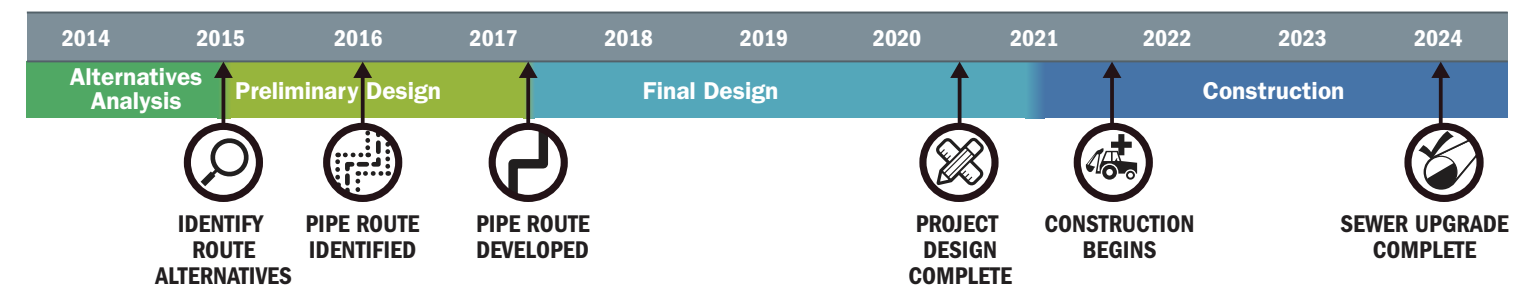 2014 2015 2016 2017 2018 2019 2020 2021 2022 2023 2024
Alternatives
Analysis
Preliminary Design
Final Design
Construction
IDENTIFY
ROUTE
ALTERNATIVES
PIPE ROUTE
IDENTIFIED
PIPE ROUTE
DEVELOPED
PROJECT
DESIGN
COMPLETE
CONSTRUCTION
BEGINS
SEWER UPGRADE
COMPLETE